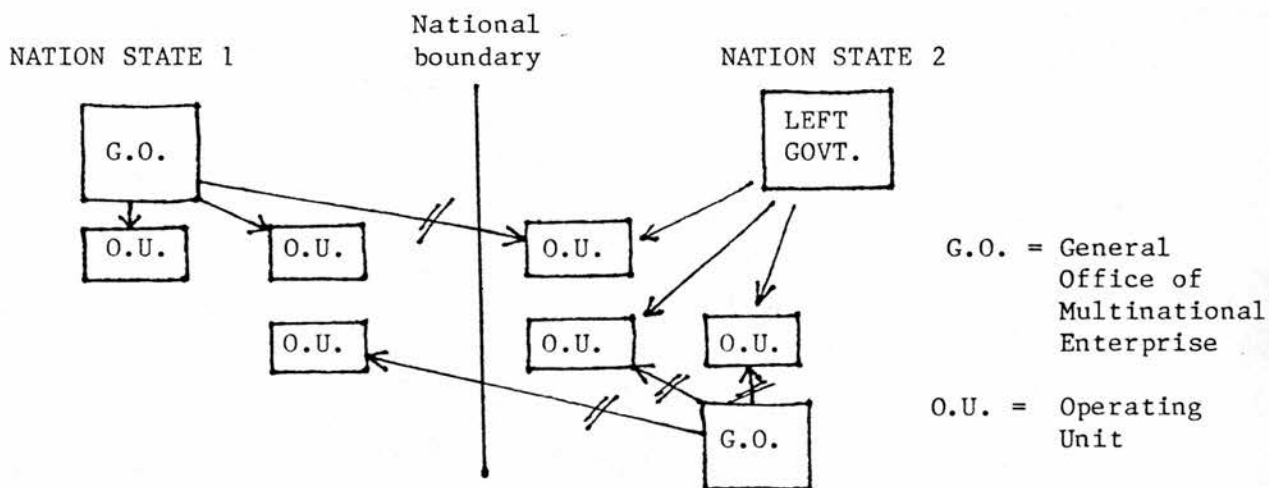 National
boundary
NATION STATE 1
NATION STATE 2
G.O.
LEFT
GOVT.
O.U.
O.U.
O.U.
O.U.
O.U.
O.U.
G.O.
G.O. = General
Office of
Multinational
Enterprise
O.U. = Operating
Unit